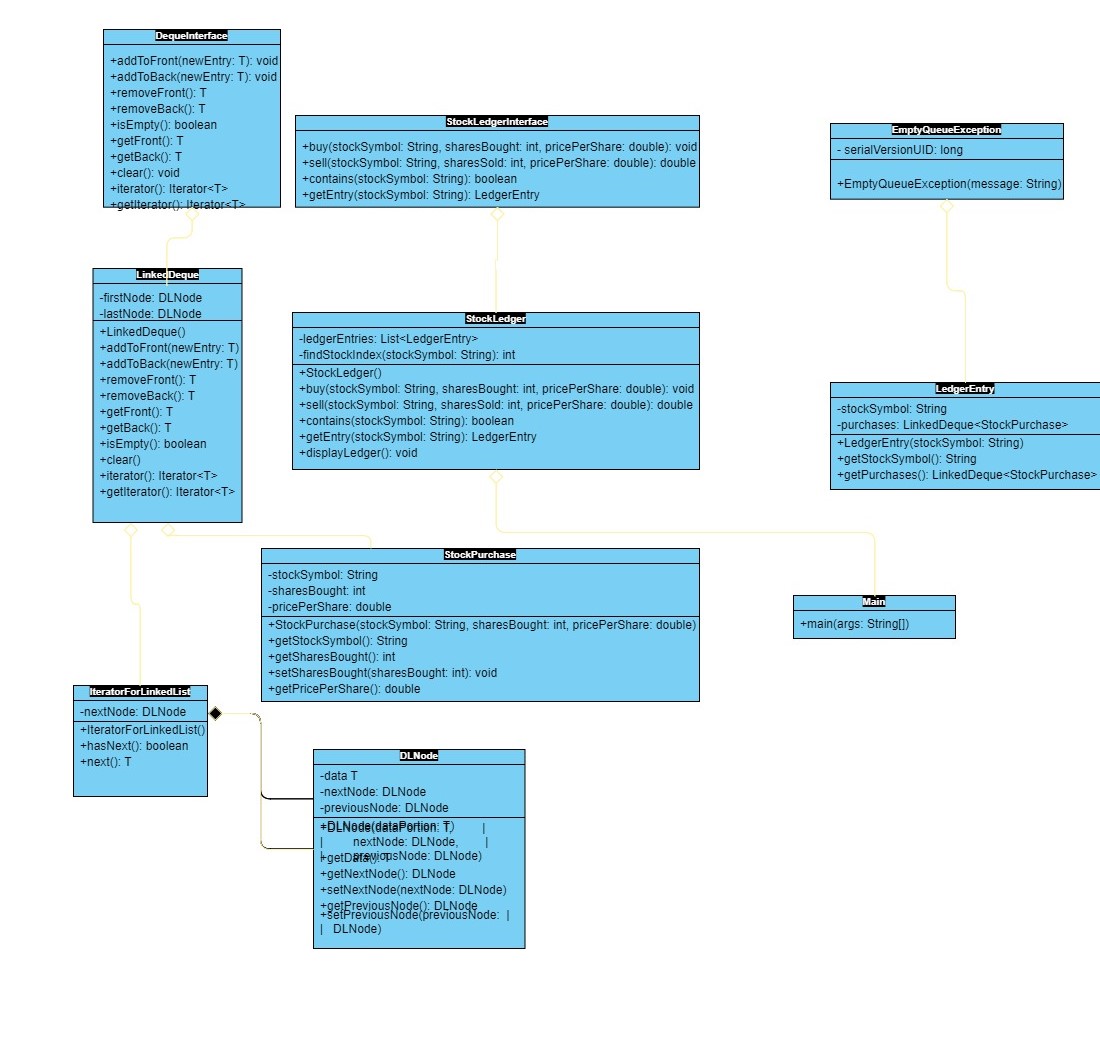 DequeInterface
+addToFront(newEntry: T): void
+addToBack(newEntry: T): void
+removeFront(): T
+removeBack(): T
+isEmpty(): boolean
+getFront(): T
+getBack(): T
+clear(): void
+iterator(): Iterator<T>
+getIterator(): Iterator<T>
StockLedgerInterface
+buy(stockSymbol: String, sharesBought: int, pricePerShare: double): void
+sell(stockSymbol: String, sharesSold: int, pricePerShare: double): double
+contains(stockSymbol: String): boolean
+getEntry(stockSymbol: String): LedgerEntry
EmptyQueueException
- serialVersionUID: long
+EmptyQueueException(message: String)
LinkedDeque
-firstNode: DLNode
-lastNode: DLNode
+LinkedDeque()
+addToFront(newEntry: T)
+addToBack(newEntry: T)
+removeFront(): T
+removeBack(): T
+getFront(): T
+getBack(): T
+isEmpty(): boolean
+clear()
+iterator(): Iterator<T>
+getIterator(): Iterator<T>
StockLedger
-ledgerEntries: List<LedgerEntry>
-findStockIndex(stockSymbol: String): int
+StockLedger()
+buy(stockSymbol: String, sharesBought: int, pricePerShare: double): void
+sell(stockSymbol: String, sharesSold: int, pricePerShare: double): double
+contains(stockSymbol: String): boolean
+getEntry(stockSymbol: String): LedgerEntry
+displayLedger(): void
LedgerEntry
-stockSymbol: String
-purchases: LinkedDeque<StockPurchase>
+LedgerEntry(stockSymbol: String)
+getStockSymbol(): String
+getPurchases(): LinkedDeque<StockPurchase>
StockPurchase
-stockSymbol: String
-sharesBought: int
-pricePerShare: double
+StockPurchase(stockSymbol: String, sharesBought: int, pricePerShare: double)
+getStockSymbol(): String
+getSharesBought(): int
+setSharesBought(sharesBought: int): void
+getPricePerShare(): double
Main
+main(args: String[])
IteratorForLinkedList
-nextNode: DLNode
+IteratorForLinkedList()
+hasNext(): boolean
+next(): T
DLNode
-data T
-nextNode: DLNode
-previousNode: DLNode
+DLNode(dataPortion: T)
+DLNode(dataPortion: T, |
| nextNode: DLNode, |
| previousNode: DLNode)
+getData(): T
+getNextNode(): DLNode
+setNextNode(nextNode: DLNode)
+getPreviousNode(): DLNode
+setPreviousNode(previousNode: |
| DLNode)